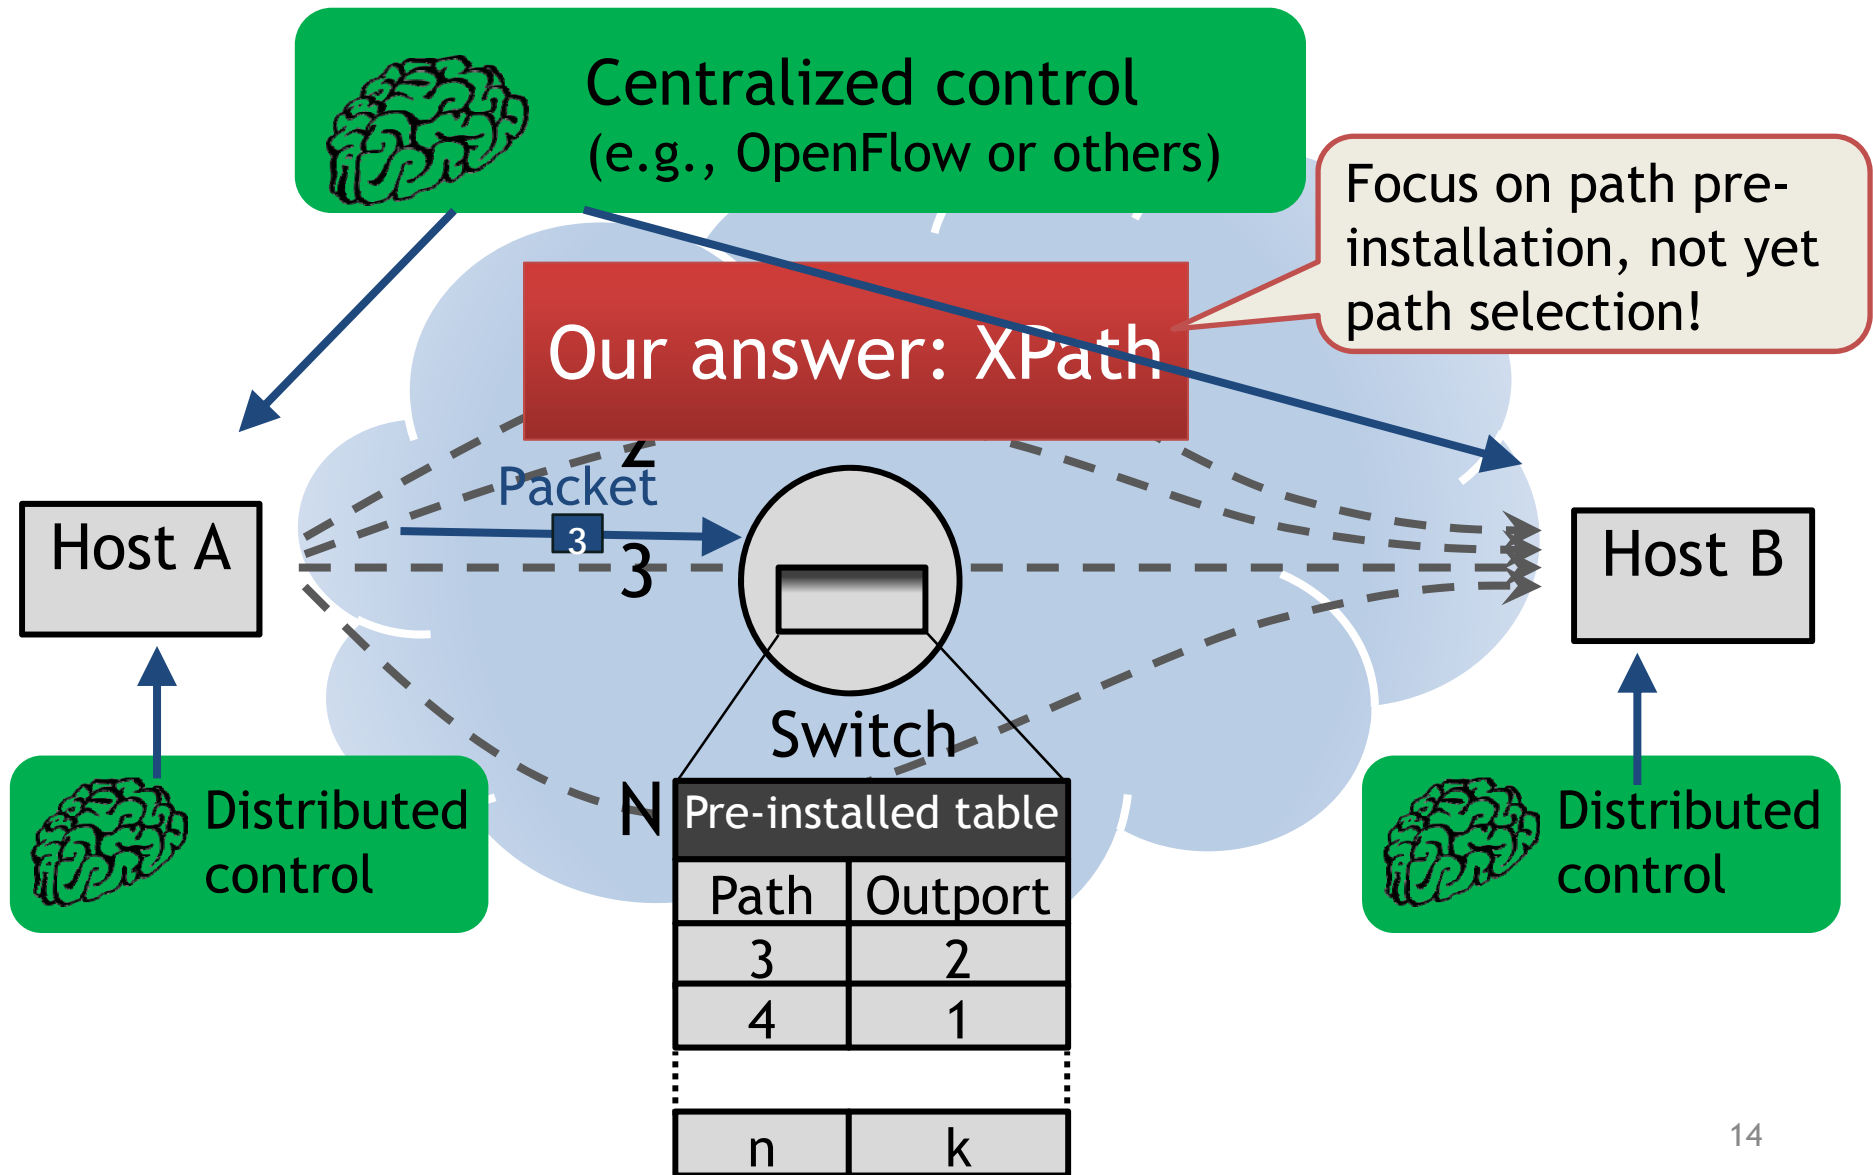 Centralized control
(e.g., OpenFlow or others)
Focus on path pre-
installation, not yet
path selection!
Our answer: XPath
2
Packet
3
3
Host A
Host B
Switch
N
Distributed
control
Distributed
control
Pre-installed table
Path Outport
3 2
4 1
n k
14